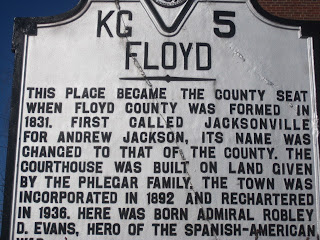 KG V 5
FLOYD
THIS PLACE BECAME THE COUNTY SEAT
WHEN FLOYD COUNTY WAS FORMED IN
1831. FIRST CALLED JACKSONVILLE
FOR ANDREW JACKSON, ITS NAME WAS
CHANGED TO THAT OF THE COUNTY. THE
COURTHOUSE WAS BUILT ON LAND GIVEN
BY THE PHLEGAR FAMILY. THE TOWN WAS
INCORPORATED IN 1892 AND RECHARTERED
IN 1936. HERE WAS BORN ADMIRAL ROBLEY
D. EVANS, HERO OF THE SPANISH-AMERICAN